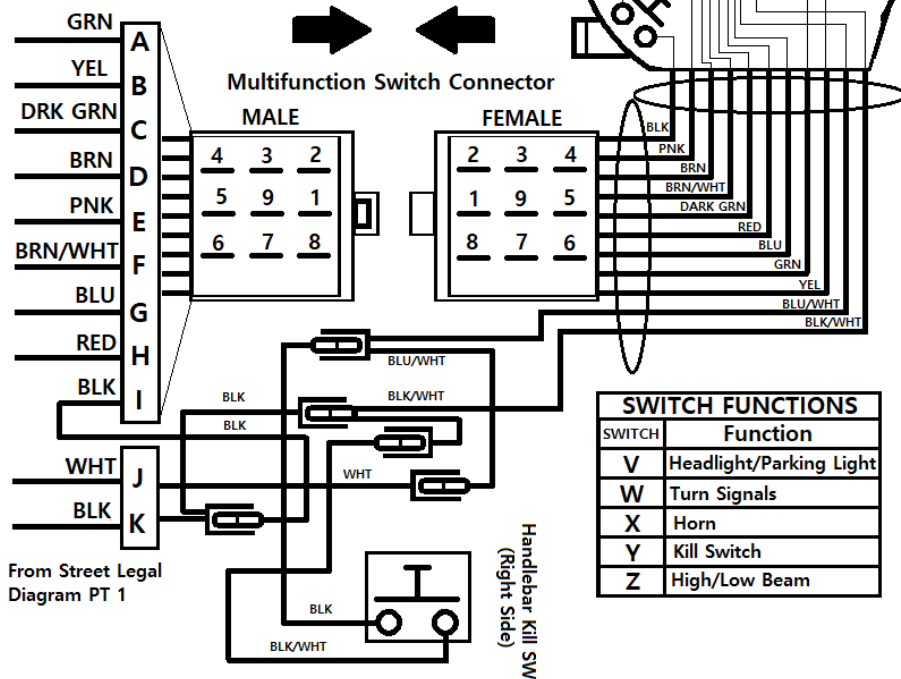 GRN
A
YEL
B
DRK GRN
C
BRN
D
PNK
E
BRN/WHT
F
BLU
G
RED
H
BLK
I
WHT
J
BLK
K
From Street Legal
Diagram PT 1
Multifunction Switch Connector
MALE
4 3 2
5 9 1
6 7 8
FEMALE
2 3 4
1 9 5
8 7 6
BLK
PNK
BRN
BRN/WHT
DARK GRN
RED
BLU
GRN
YEL
BLU/WHT
BLK/WHT
BLU/WHT
BLK
BLK/WHT
BLK
WHT
BLK
BLK/WHT
Handlebar Kill SW
(Right Side)
SWITCH FUNCTIONS
SWITCH Function
V Headlight/Parking Light
W Turn Signals
X Horn
Y Kill Switch
Z High/Low Beam